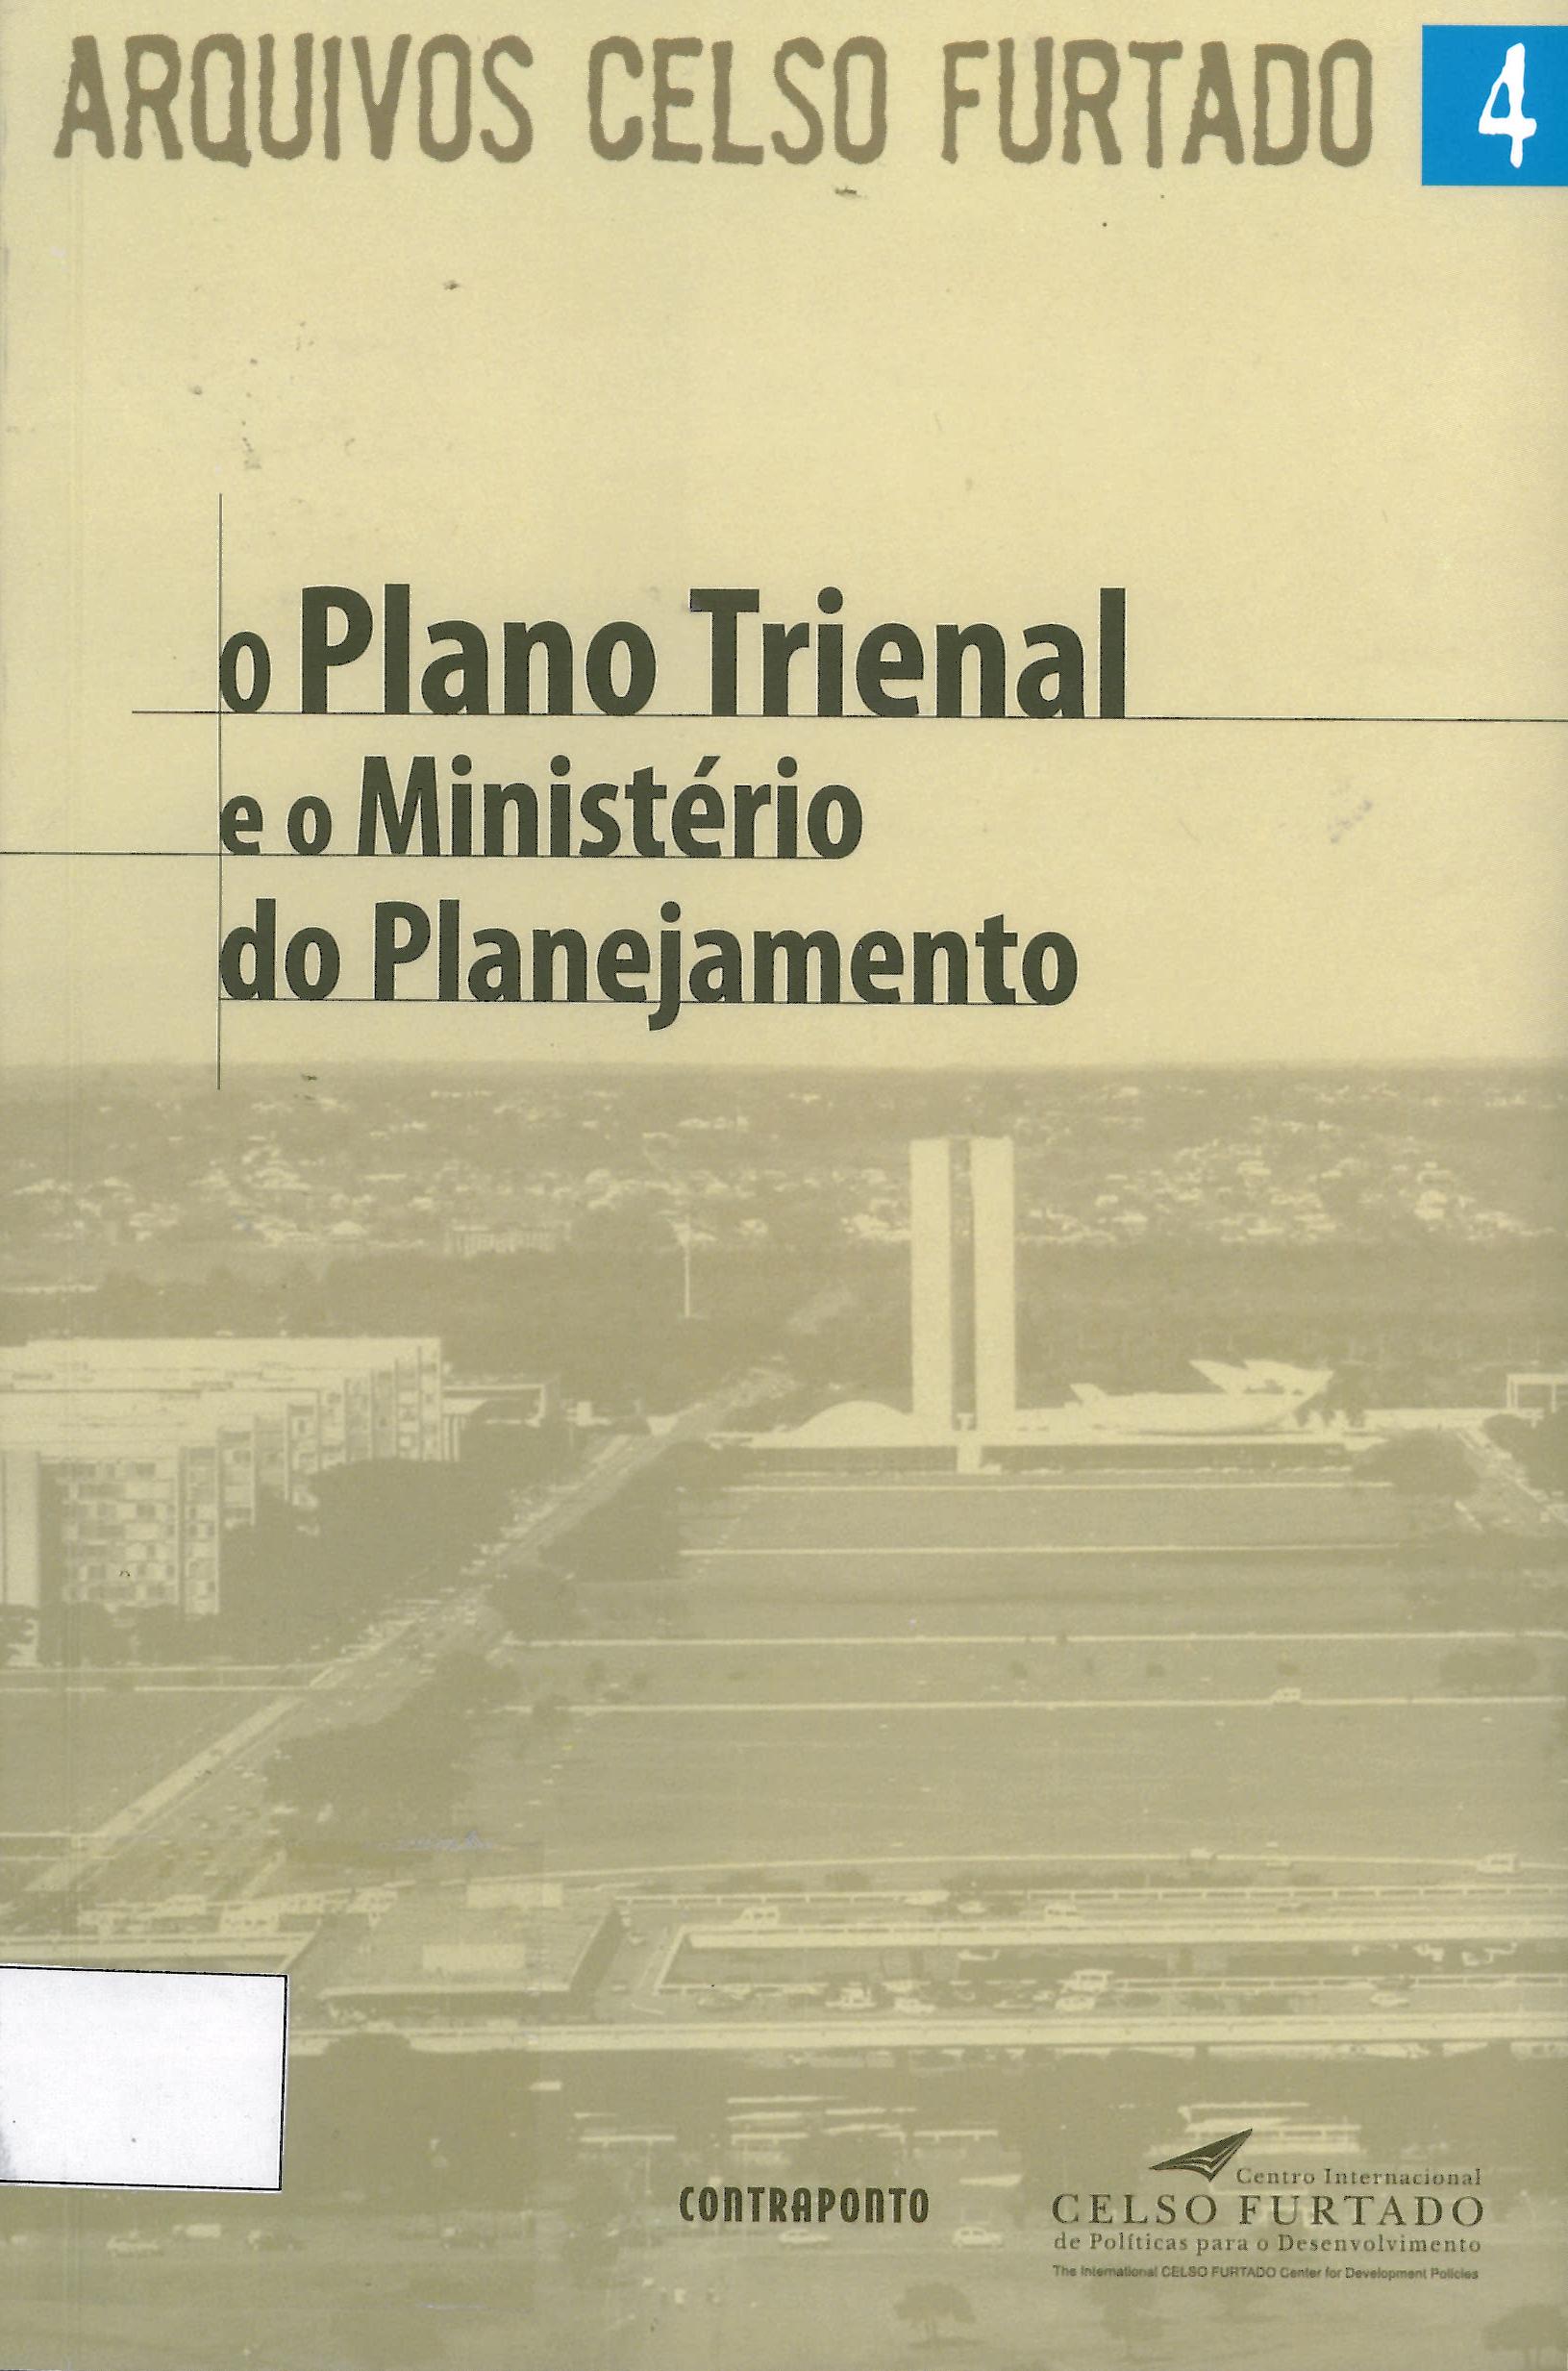 ARQUIVOS CELSO FURTADO 4
o Plano Trienal
e o Ministério
do Planejamento
CONTRAPONTO
Centro Internacional
CELSO FURTADO
de Políticas para o Desenvolvimento
The International CELSO FURTADO Center for Development Policies